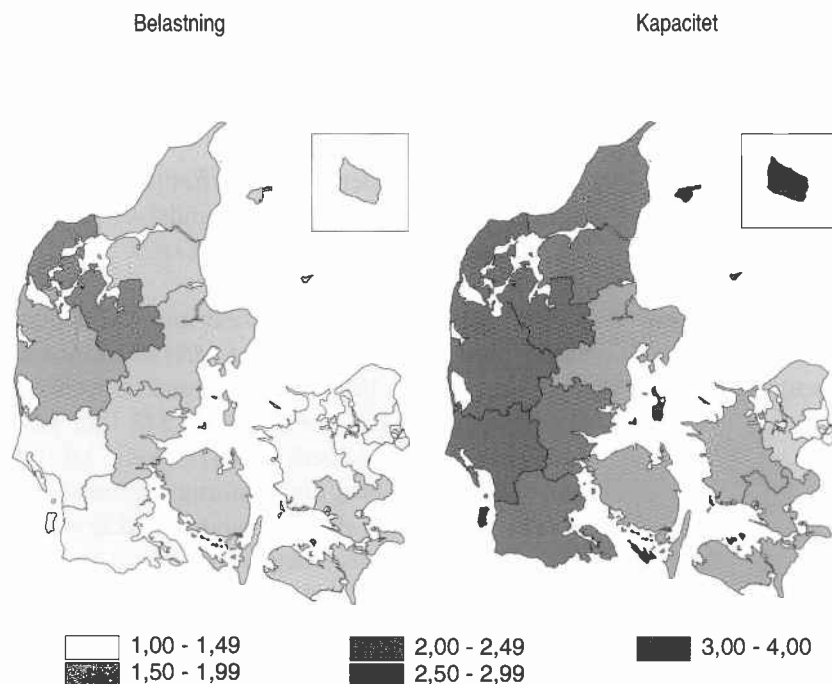 Belastning
Kapacitet
1,00 - 1,49
2,00 - 2,49
3,00 - 4,00
1,50 - 1,99
2,50 - 2,99